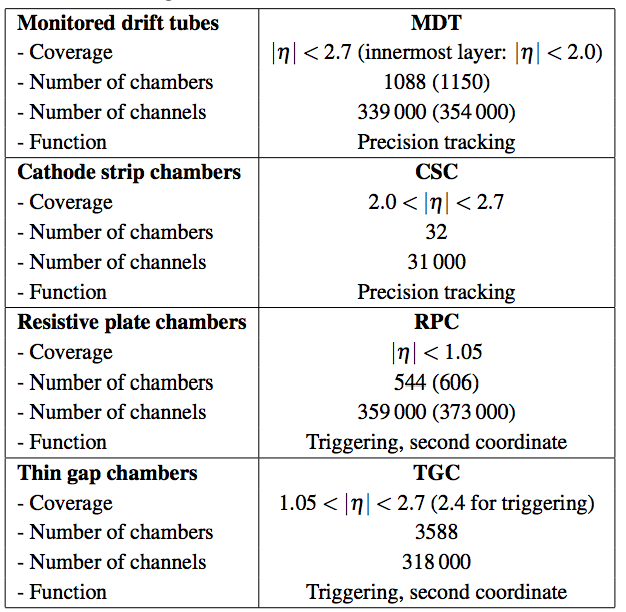 Monitored drift tubes MDT
- Coverage |η| < 2.7 (innermost layer: |η| < 2.0)
- Number of chambers 1088 (1150)
- Number of channels 339 000 (354 000)
- Function Precision tracking
Cathode strip chambers CSC
- Coverage 2.0 < |η| < 2.7
- Number of chambers 32
- Number of channels 31 000
- Function Precision tracking
Resistive plate chambers RPC
- Coverage |η| < 1.05
- Number of chambers 544 (606)
- Number of channels 359 000 (373 000)
- Function Triggering, second coordinate
Thin gap chambers TGC
- Coverage 1.05 < |η| < 2.7 (2.4 for triggering)
- Number of chambers 3588
- Number of channels 318 000
- Function Triggering, second coordinate